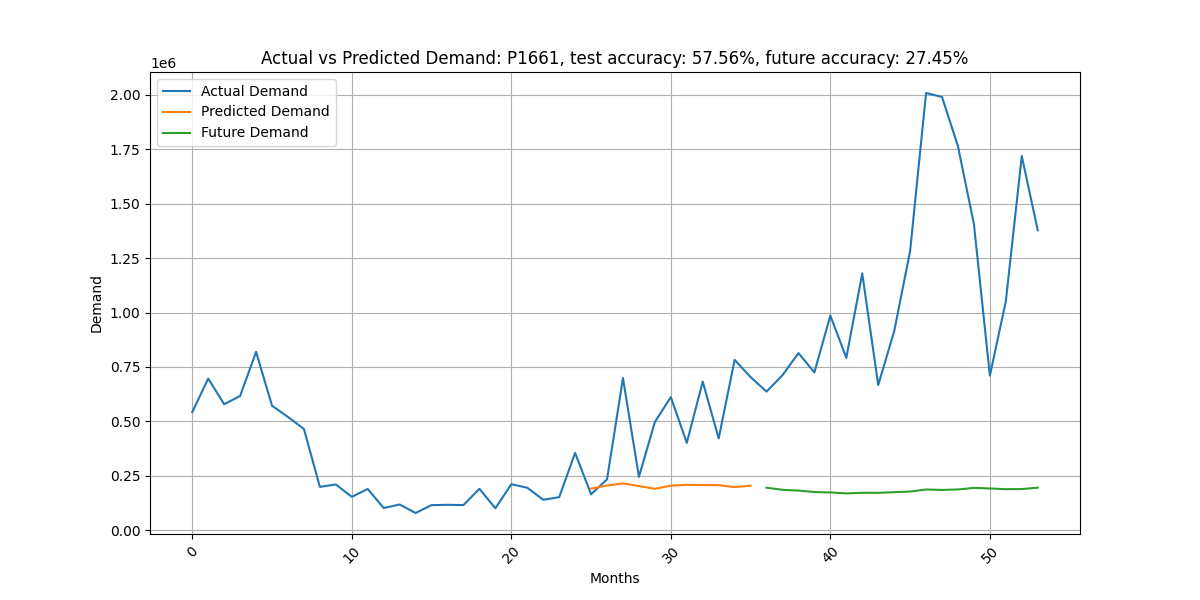 Actual vs Predicted Demand: P1661, test accuracy: 57.56%, future accuracy: 27.45%
1e6
Actual Demand
Predicted Demand
Future Demand
2.00
1.75
1.50
1.25
1.00
0.75
0.50
0.25
0.00
Demand
0
10
20
30
40
50
Months